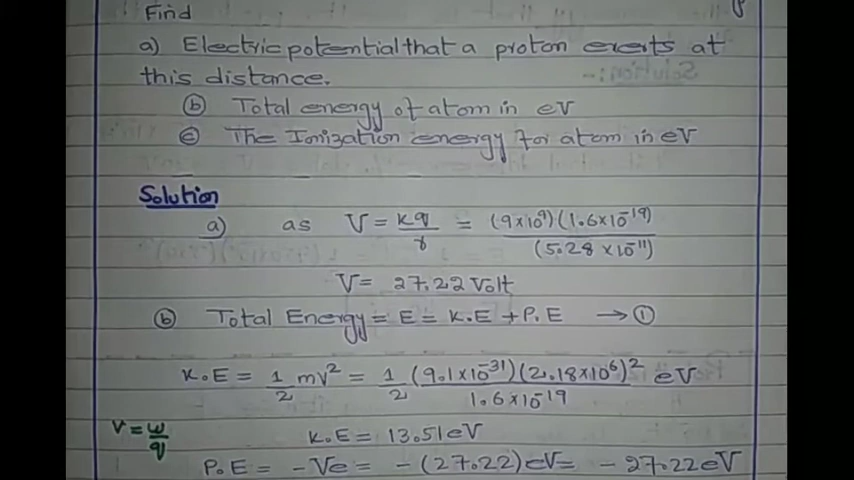 Find
a) Electric potential that a proton exerts at
this distance.
ⓑ Total energy of atom in eV
ⓒ The Ionization energy for atom in eV
Solution
a) as V = kq/r = (9×10⁹)(1.6×10⁻¹⁹)/(5.28×10⁻¹¹)
V = 27.22 Volt
ⓑ Total Energy = E = K.E + P.E → ①
K.E = 1/2 mv² = 1/2 (9.1×10⁻³¹)(2.18×10⁶)²/1.6×10⁻¹⁹ eV
V = w/q
K.E = 13.51 eV
P.E = -Ve = -(27.22) eV = - 27.22 eV